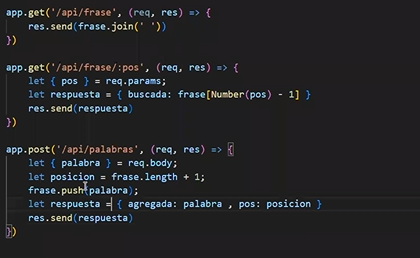 app.get('/api/frase', (req, res) => {
    res.send(frase.join(' '))
})

app.get('/api/frase/:pos', (req, res) => {
    let { pos } = req.params;
    let respuesta = { buscada: frase[Number(pos) - 1] }
    res.send(respuesta)
})

app.post('/api/palabras', (req, res) => {
    let { palabra } = req.body;
    let posicion = frase.length + 1;
    frase.push(palabra);
    let respuesta = { agregada: palabra , pos: posicion }
    res.send(respuesta)
})